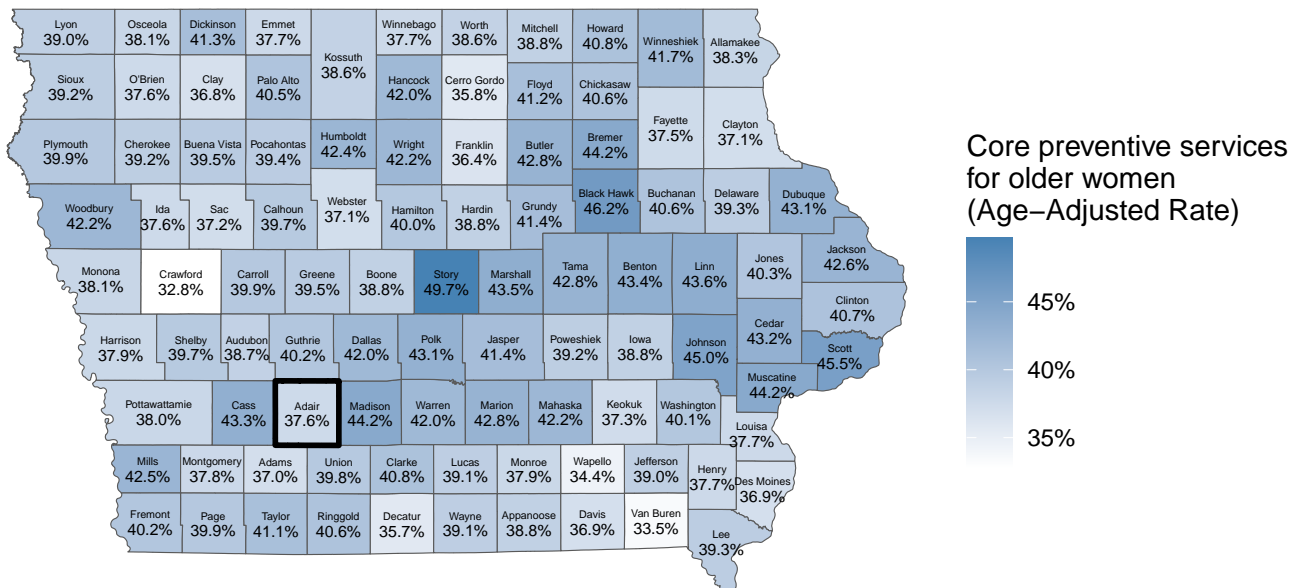 Lyon
39.0%
Osceola
38.1%
Dickinson
41.3%
Emmet
37.7%
Kossuth
38.6%
Winnebago
37.7%
Worth
38.6%
Mitchell
38.8%
Howard
40.8%
Winneshiek
41.7%
Allamakee
38.3%
Sioux
39.2%
O'Brien
37.6%
Clay
36.8%
Palo Alto
40.5%
Hancock
42.0%
Cerro Gordo
35.8%
Floyd
41.2%
Chickasaw
40.6%
Fayette
37.5%
Clayton
37.1%
Plymouth
39.9%
Cherokee
39.2%
Buena Vista
39.5%
Pocahontas
39.4%
Humboldt
42.4%
Wright
42.2%
Franklin
36.4%
Butler
42.8%
Bremer
44.2%
Woodbury
42.2%
Ida
37.6%
Sac
37.2%
Calhoun
39.7%
Webster
37.1%
Hamilton
40.0%
Hardin
38.8%
Grundy
41.4%
Black Hawk
46.2%
Buchanan
40.6%
Delaware
39.3%
Dubuque
43.1%
Monona
38.1%
Crawford
32.8%
Carroll
39.9%
Greene
39.5%
Boone
38.8%
Story
49.7%
Marshall
43.5%
Tama
42.8%
Benton
43.4%
Linn
43.6%
Jones
40.3%
Jackson
42.6%
Clinton
40.7%
Harrison
37.9%
Shelby
39.7%
Audubon
38.7%
Guthrie
40.2%
Dallas
42.0%
Polk
43.1%
Jasper
41.4%
Poweshiek
39.2%
Iowa
38.8%
Johnson
45.0%
Cedar
43.2%
Scott
45.5%
Muscatine
44.2%
Pottawattamie
38.0%
Cass
43.3%
Adair
37.6%
Madison
44.2%
Warren
42.0%
Marion
42.8%
Mahaska
42.2%
Keokuk
37.3%
Washington
40.1%
Louisa
37.7%
Mills
42.5%
Montgomery
37.8%
Adams
37.0%
Union
39.8%
Clarke
40.8%
Lucas
39.1%
Monroe
37.9%
Wapello
34.4%
Jefferson
39.0%
Henry
37.7%
Des Moines
36.9%
Fremont
40.2%
Page
39.9%
Taylor
41.1%
Ringgold
40.6%
Decatur
35.7%
Wayne
39.1%
Appanoose
38.8%
Davis
36.9%
Van Buren
33.5%
Lee
39.3%
Core preventive services
for older women
(Age−Adjusted Rate)
45%
40%
35%